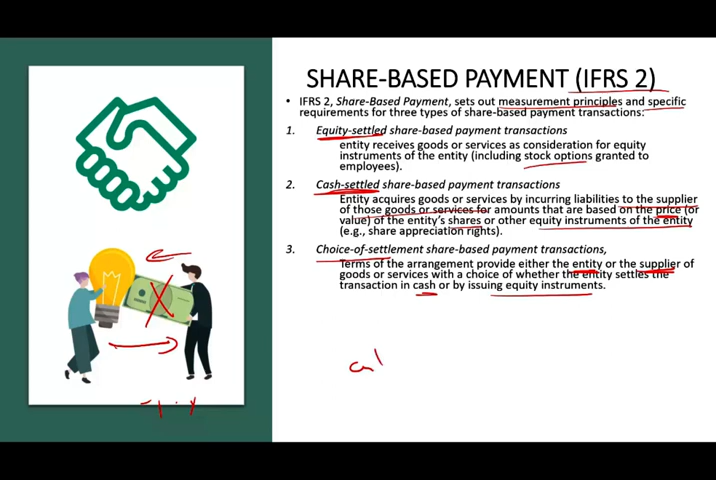 SHARE-BASED PAYMENT (IFRS 2)
• IFRS 2, Share-Based Payment, sets out measurement principles and specific
requirements for three types of share-based payment transactions:
1. Equity-settled share-based payment transactions
entity receives goods or services as consideration for equity
instruments of the entity (including stock options granted to
employees).
2. Cash-settled share-based payment transactions
Entity acquires goods or services by incurring liabilities to the supplier
of those goods or services for amounts that are based on the price (or
value) of the entity's shares or other equity instruments of the entity
(e.g., share appreciation rights).
3. Choice-of-settlement share-based payment transactions,
Terms of the arrangement provide either the entity or the supplier of
goods or services with a choice of whether the entity settles the
transaction in cash or by issuing equity instruments.